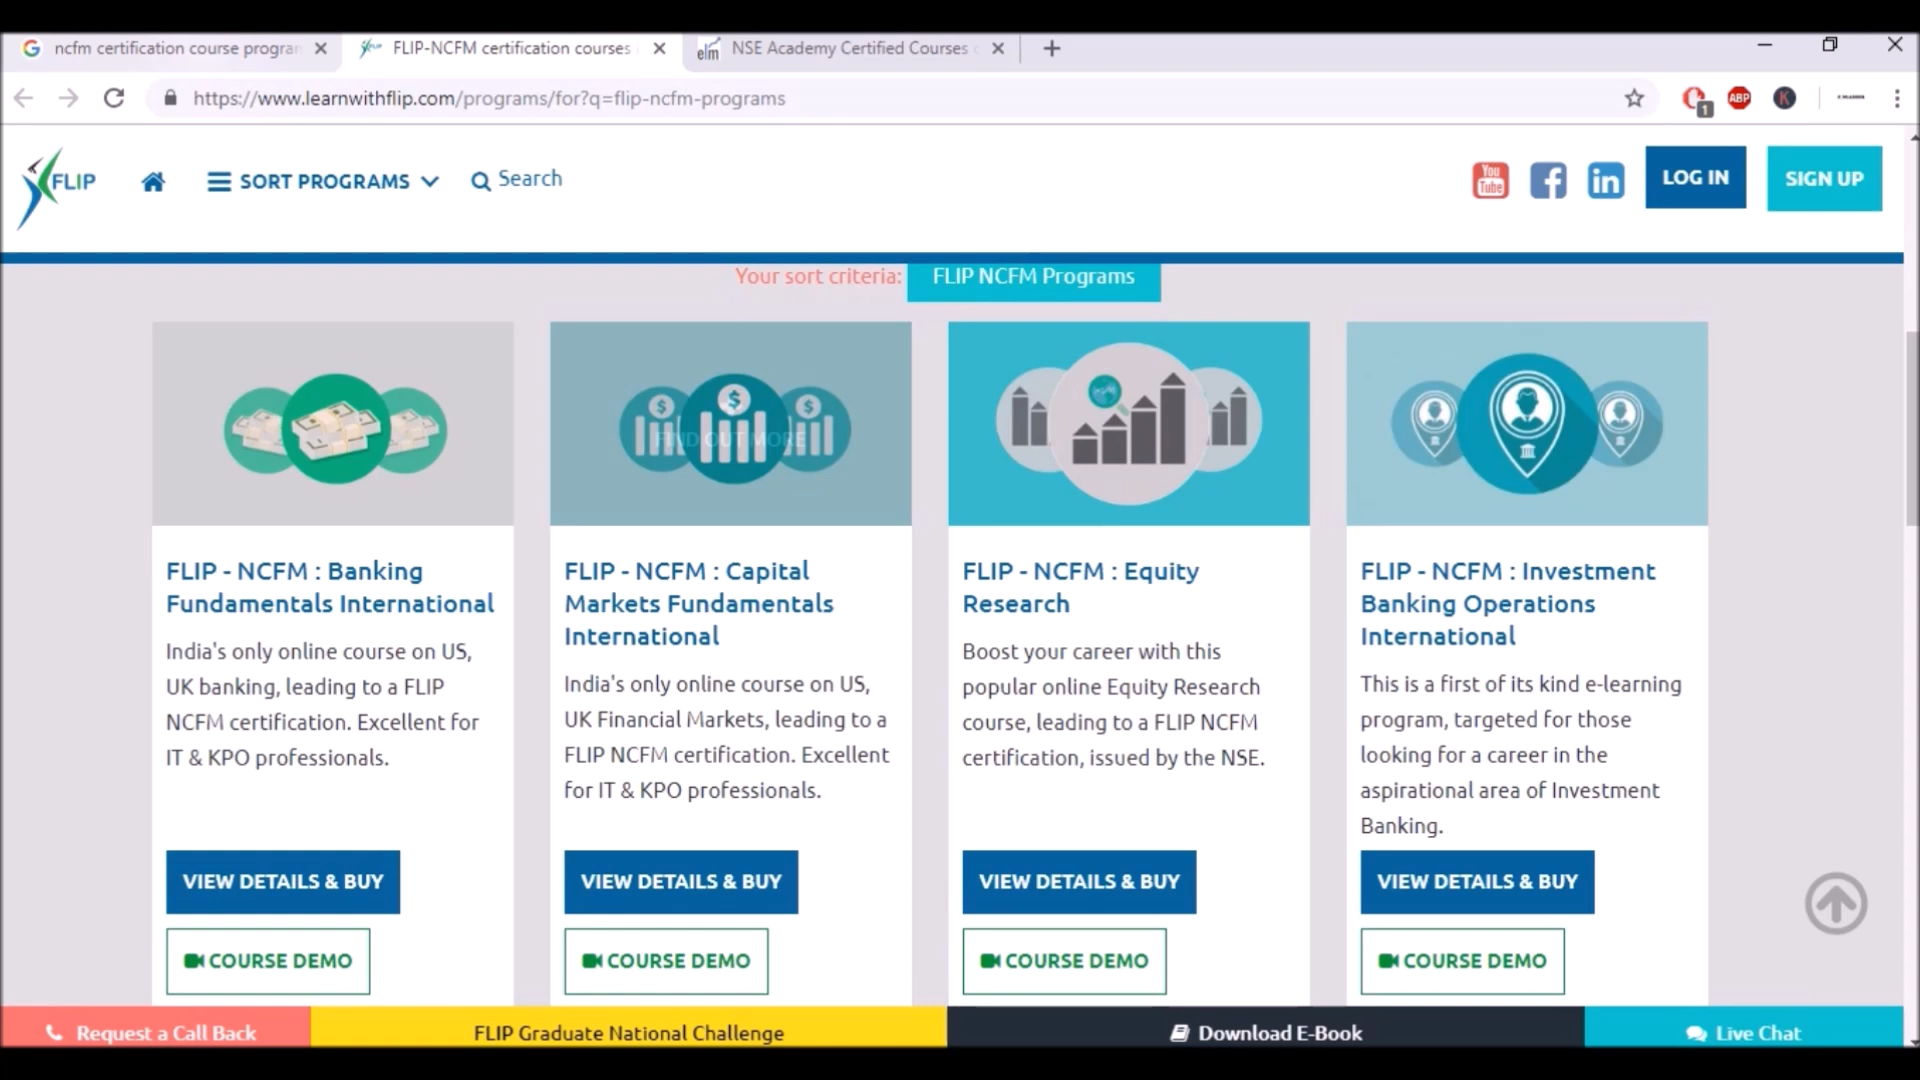 ncfm certification course progran
FLIP-NCFM certification courses
NSE Academy Certified Courses
https://www.learnwithflip.com/programs/for?q=flip-ncfm-programs
1
ABP
K
FLIP
SORT PROGRAMS
Search
You
Tube
LOG IN
SIGN UP
Your sort criteria:
FLIP NCFM Programs
FIND OUT MORE
FLIP - NCFM : Banking
Fundamentals International
India's only online course on US,
UK banking, leading to a FLIP
NCFM certification. Excellent for
IT & KPO professionals.
VIEW DETAILS & BUY
COURSE DEMO
FLIP - NCFM : Capital
Markets Fundamentals
International
India's only online course on US,
UK Financial Markets, leading to a
FLIP NCFM certification. Excellent
for IT & KPO professionals.
VIEW DETAILS & BUY
COURSE DEMO
FLIP - NCFM : Equity
Research
Boost your career with this
popular online Equity Research
course, leading to a FLIP NCFM
certification, issued by the NSE.
VIEW DETAILS & BUY
COURSE DEMO
FLIP - NCFM : Investment
Banking Operations
International
This is a first of its kind e-learning
program, targeted for those
looking for a career in the
aspirational area of Investment
Banking.
VIEW DETAILS & BUY
COURSE DEMO
Request a Call Back
FLIP Graduate National Challenge
Download E-Book
Live Chat